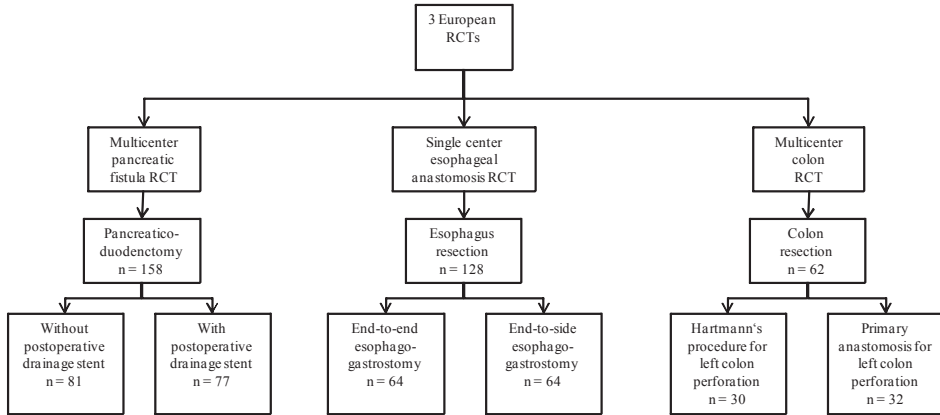 3 European
RCTs
Multicenter
pancreatic
fistula RCT
Single center
esophageal
anastomosis RCT
Multicenter
colon
RCT
Pancreatico-
duodenctomy
n = 158
Esophagus
resection
n = 128
Colon
resection
n = 62
Without
postoperative
drainage stent
n = 81
With
postoperative
drainage stent
n = 77
End-to-end
esophago-
gastrostomy
n = 64
End-to-side
esophago-
gastrostomy
n = 64
Hartmann‘s
procedure for
left colon
perforation
n = 30
Primary
anastomosis for
left colon
perforation
n = 32